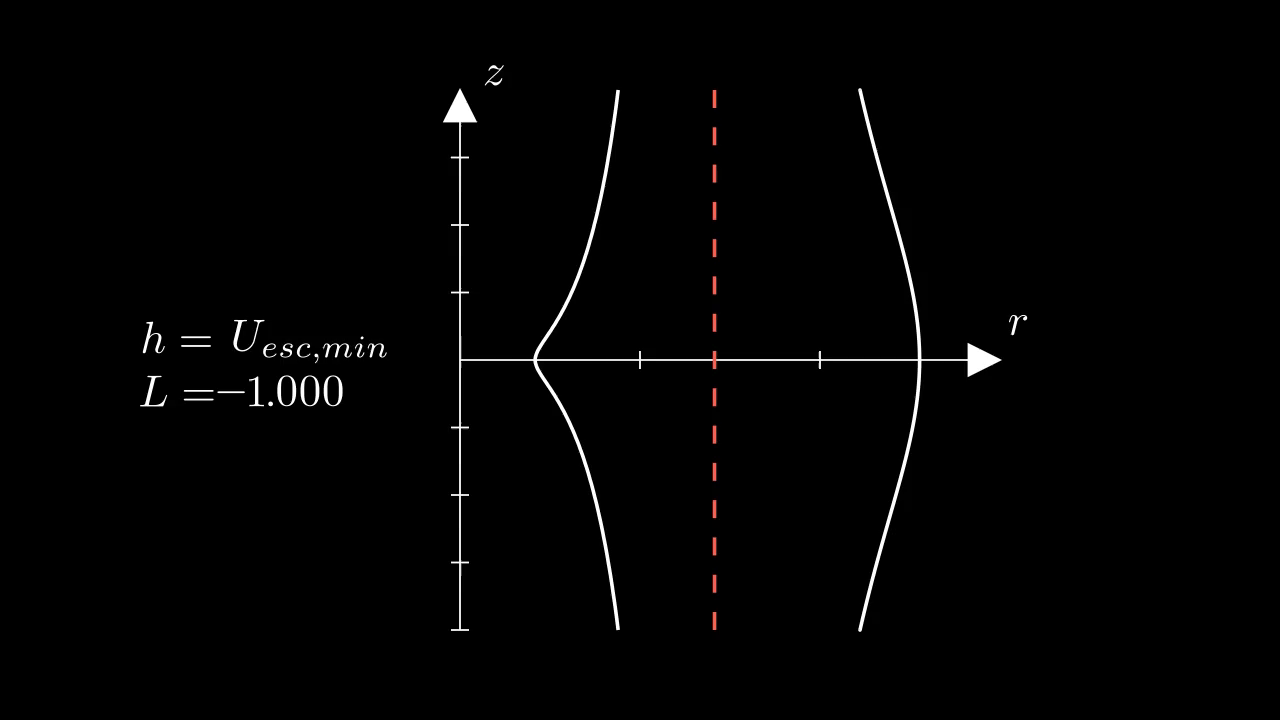 z
r
h = U_{esc,min}
L =−1.000